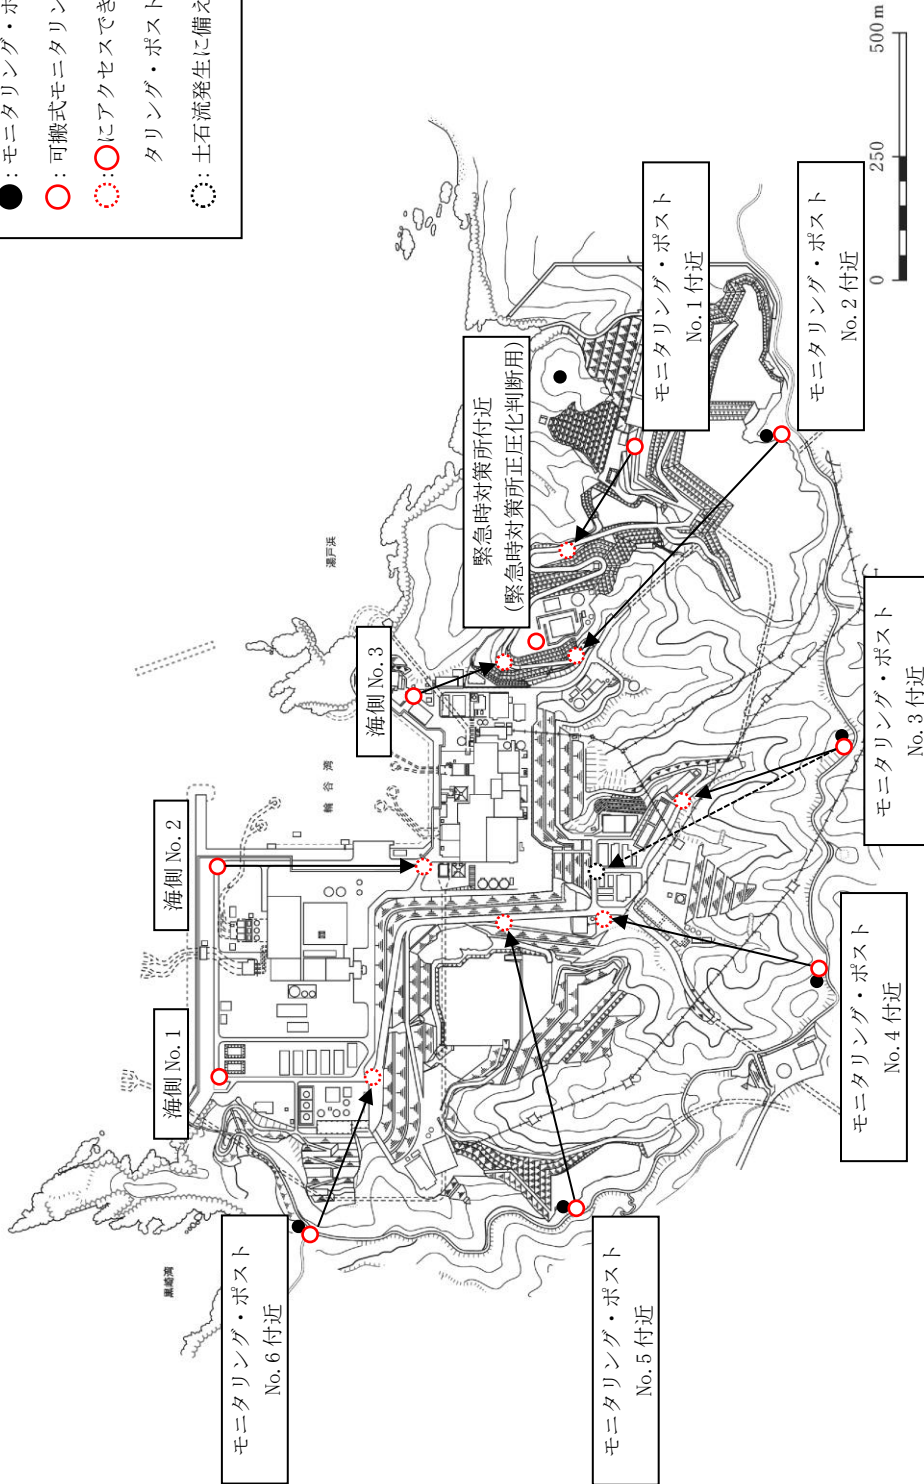 ●：モニタリング・ポ
：可搬式モニタリン
：○にアクセスでき
タリング・ポスト
：土石流発生に備え
0 250 500 m
モニタリング・ポスト
No.1付近
モニタリング・ポスト
No.2付近
緊急時対策所付近
(緊急時対策所正圧化判断用)
海側 No.3
湯戸浜
輪谷湾
海側 No.2
海側 No.1
モニタリング・ポスト
No.3付近
モニタリング・ポスト
No.4付近
モニタリング・ポスト
No.5付近
モニタリング・ポスト
No.6付近